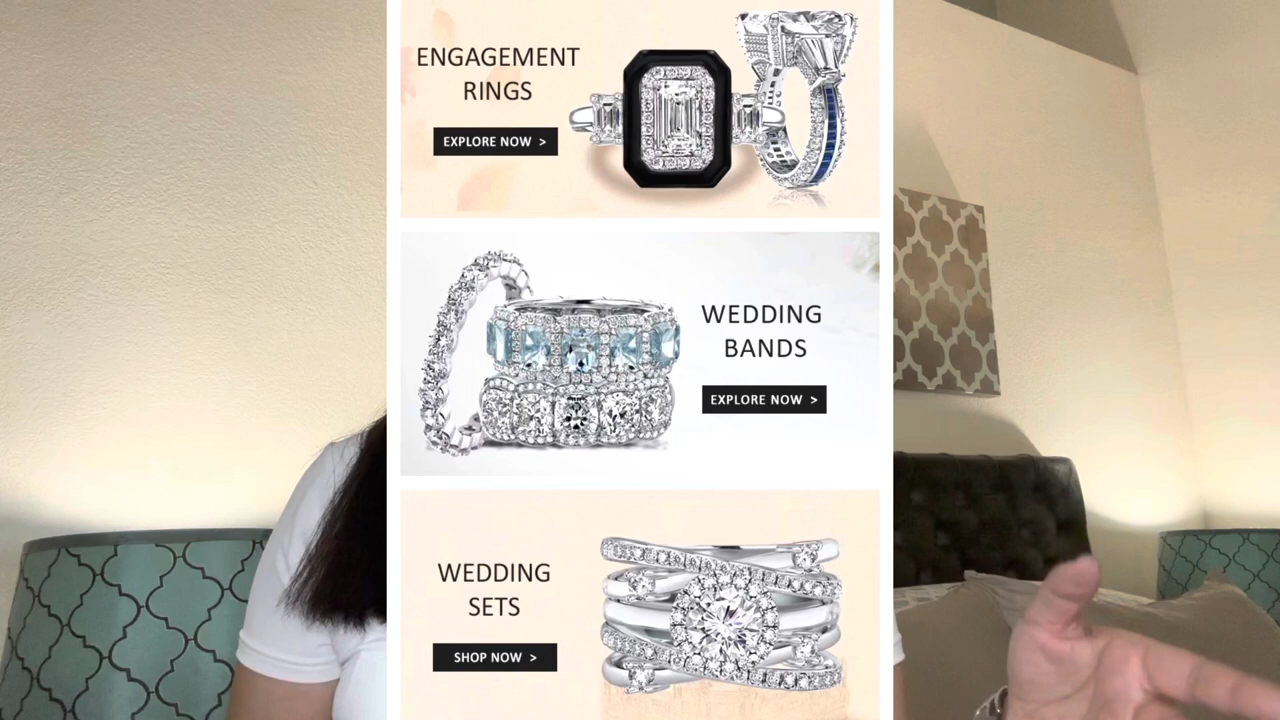 ENGAGEMENT
RINGS
EXPLORE NOW >
WEDDING
BANDS
EXPLORE NOW >
WEDDING
SETS
SHOP NOW >